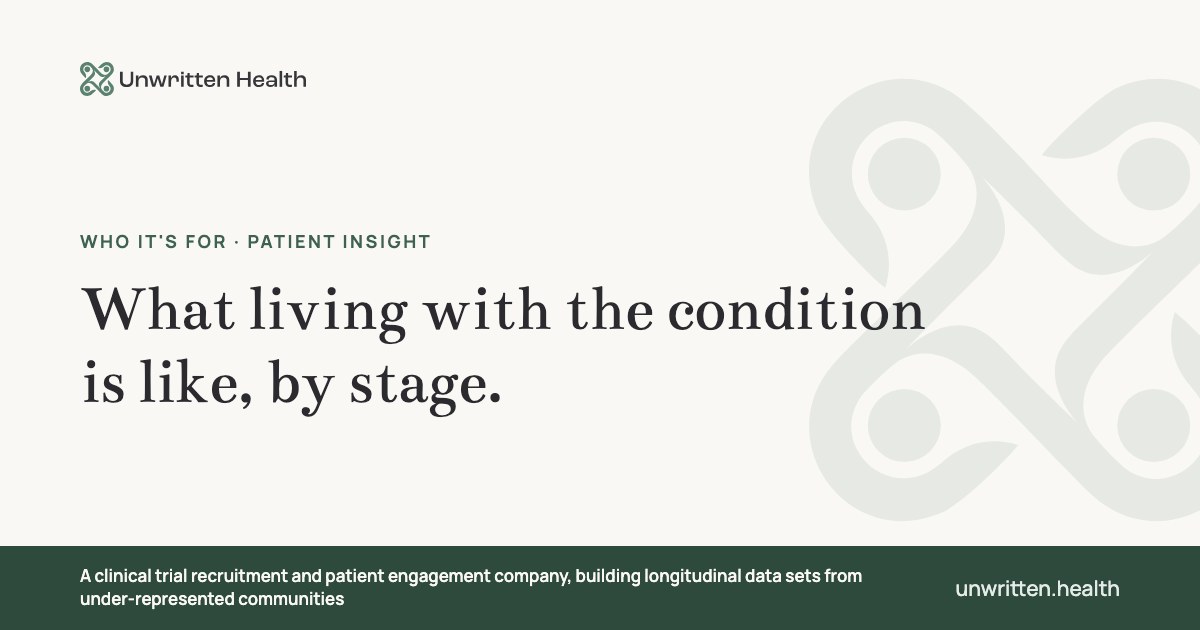 Unwritten Health
WHO IT'S FOR · PATIENT INSIGHT
What living with the condition
is like, by stage.
A clinical trial recruitment and patient engagement company, building longitudinal data sets from
under-represented communities
unwritten.health